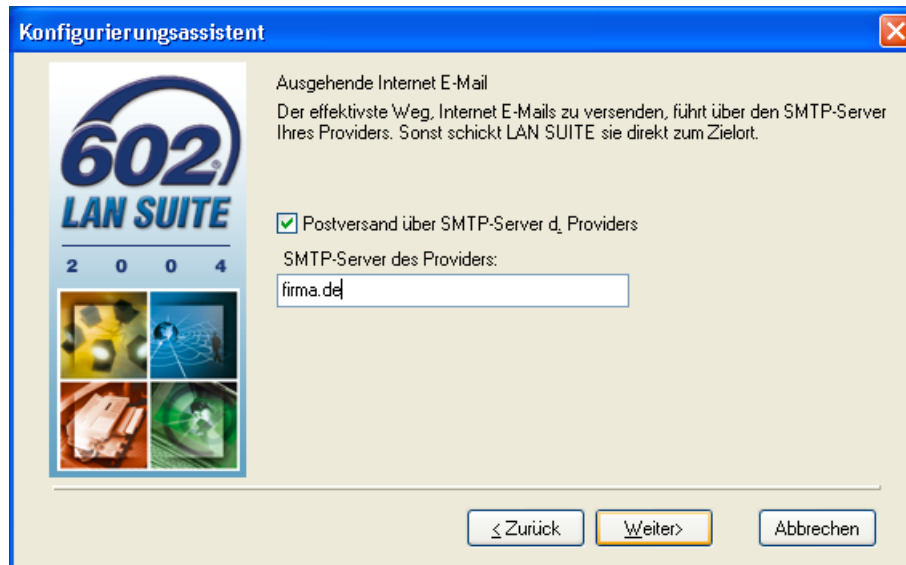 Konfigurierungsassistent
602®
LAN SUITE
2 0 0 4
Ausgehende Internet E-Mail
Der effektivste Weg, Internet E-Mails zu versenden, führt über den SMTP-Server
Ihres Providers. Sonst schickt LAN SUITE sie direkt zum Zielort.
Postversand über SMTP-Server d. Providers
SMTP-Server des Providers:
firma.de
< Zurück
Weiter>
Abbrechen